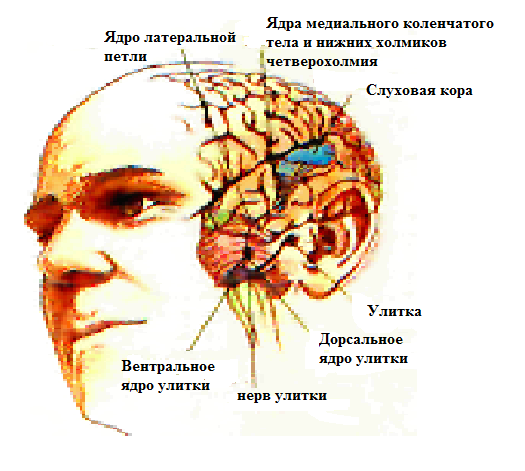 Ядро латеральной
петли
Ядра медиального коленчатого
тела и нижних холмиков
четверохолмия
Слуховая кора
Улитка
Дорсальное
ядро улитки
Вентральное
ядро улитки
нерв улитки